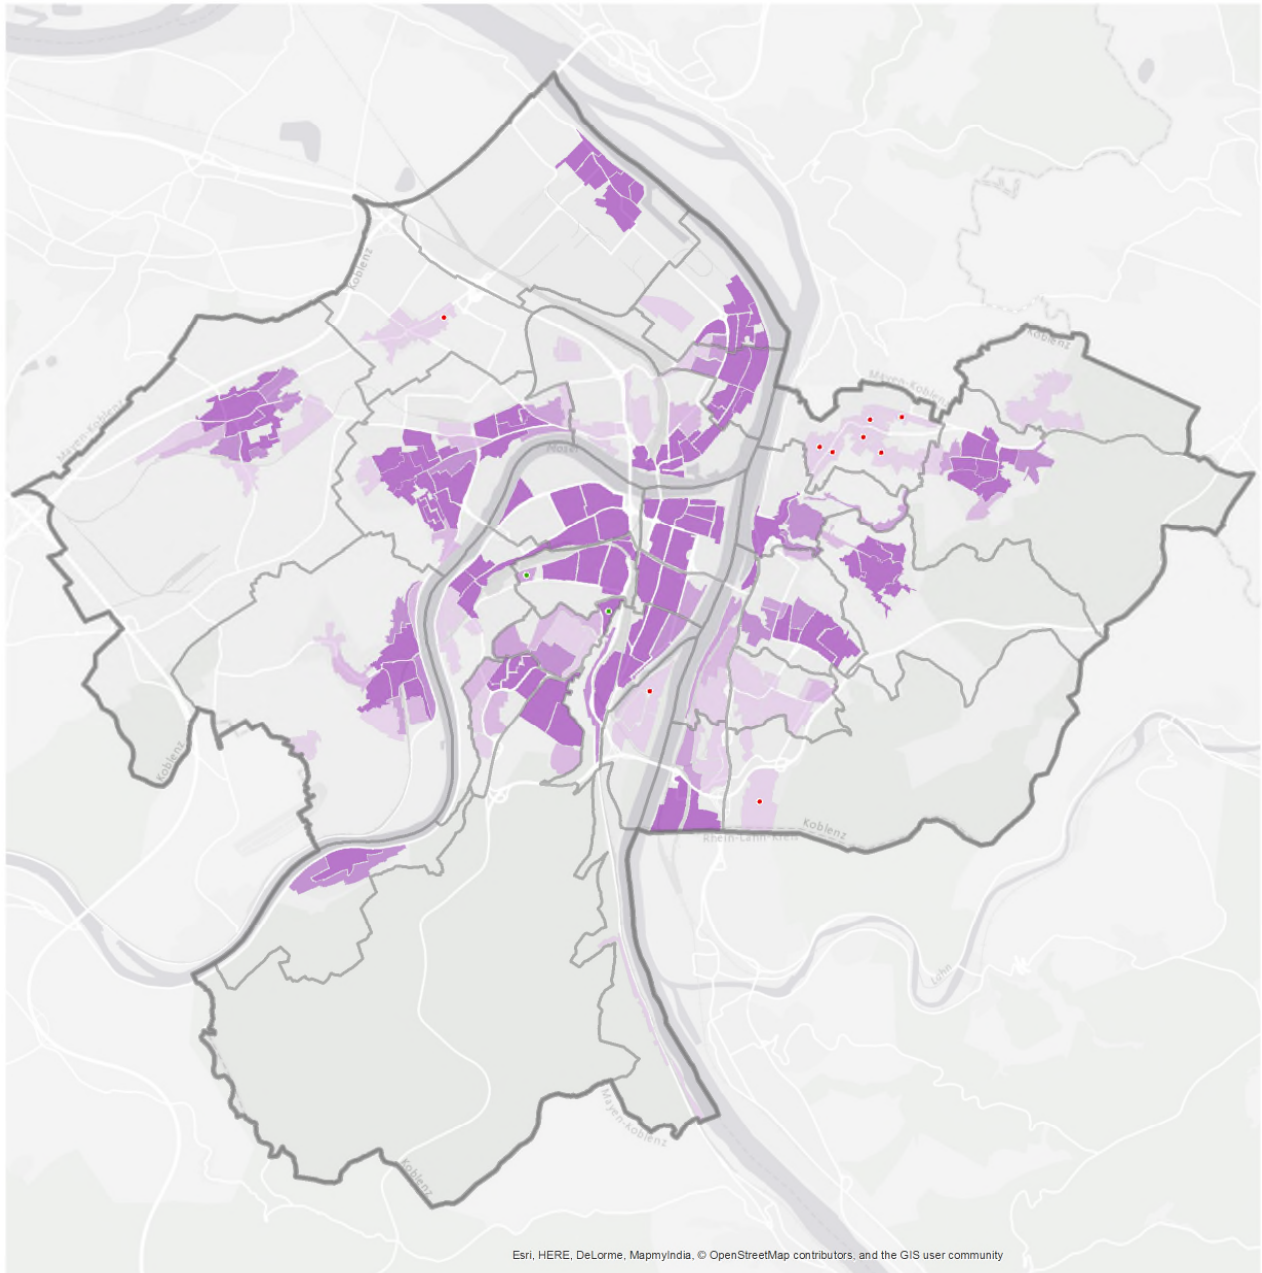 Koblenz
Koblenz
Mayen-Koblenz
Mayen-Koblenz
Mosel
Koblenz
Koblenz
Rhein-Lahn-Kreis
Lahn
Mayen-Koblenz
Koblenz
Esri, HERE, DeLorme, MapmyIndia, © OpenStreetMap contributors, and the GIS user community